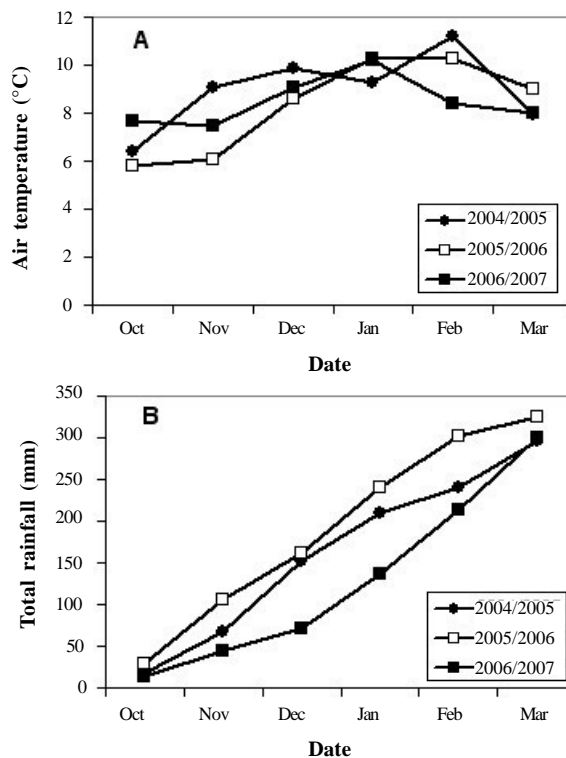 A
12
10
8
6
4
2
0
Air temperature (°C)
2004/2005
2005/2006
2006/2007
Oct Nov Dec Jan Feb Mar
Date
B
350
300
250
200
150
100
50
0
Total rainfall (mm)
2004/2005
2005/2006
2006/2007
Oct Nov Dec Jan Feb Mar
Date